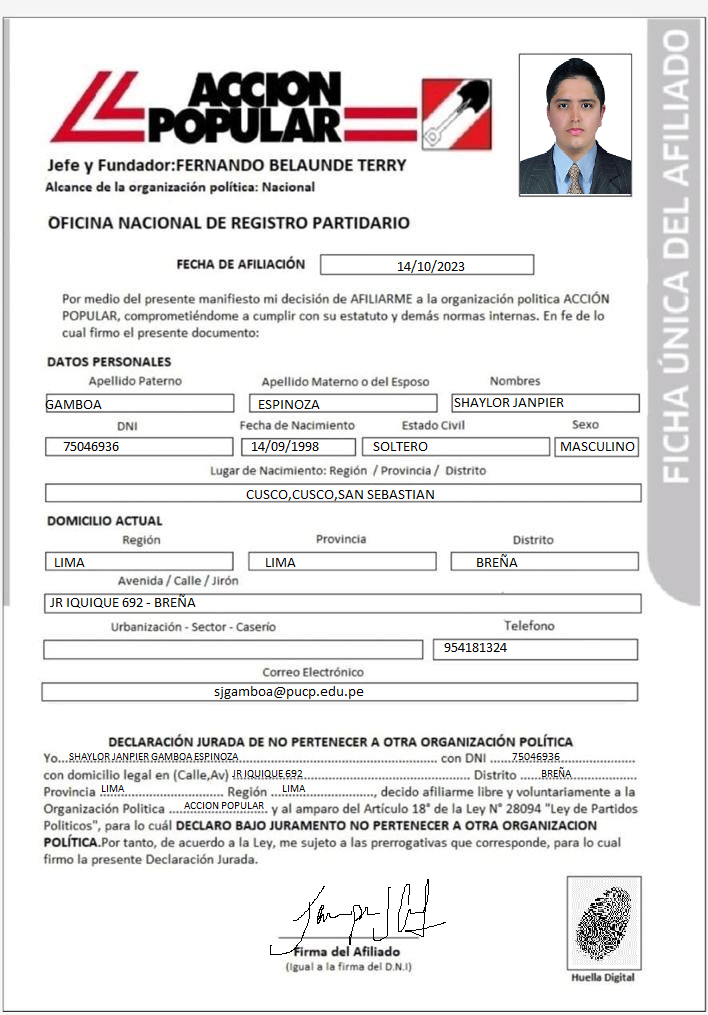 ACCION
POPULAR
Jefe y Fundador:FERNANDO BELAUNDE TERRY
Alcance de la organización política: Nacional
OFICINA NACIONAL DE REGISTRO PARTIDARIO
FICHA ÚNICA DEL AFILIADO
FECHA DE AFILIACIÓN 14/10/2023
Por medio del presente manifiesto mi decisión de AFILIARME a la organización politica ACCIÓN
POPULAR, comprometiéndome a cumplir con su estatuto y demás normas internas. En fe de lo
cual firmo el presente documento:
DATOS PERSONALES
Apellido Paterno Apellido Materno o del Esposo Nombres
GAMBOA ESPINOZA SHAYLOR JANPIER
DNI Fecha de Nacimiento Estado Civil Sexo
75046936 14/09/1998 SOLTERO MASCULINO
Lugar de Nacimiento: Región / Provincia / Distrito
CUSCO,CUSCO,SAN SEBASTIAN
DOMICILIO ACTUAL
Región Provincia Distrito
LIMA LIMA BREÑA
Avenida / Calle / Jirón
JR IQUIQUE 692 - BREÑA
Urbanización - Sector - Caserío Telefono
954181324
Correo Electrónico
sjgamboa@pucp.edu.pe
DECLARACIÓN JURADA DE NO PERTENECER A OTRA ORGANIZACIÓN POLÍTICA
Yo...SHAYLOR JANPIER GAMBOA ESPINOZA... con DNI ...75046936...
con domicilio legal en (Calle,Av) JR IQUIQUE 692... Distrito ...BREÑA...
Provincia LIMA... Región ...LIMA..., decido afiliarme libre y voluntariamente a la
Organización Politica ...ACCION POPULAR... y al amparo del Artículo 18° de la Ley N° 28094 "Ley de Partidos
Politicos", para lo cuál DECLARO BAJO JURAMENTO NO PERTENECER A OTRA ORGANIZACION
POLÍTICA.Por tanto, de acuerdo a la Ley, me sujeto a las prerrogativas que corresponde, para lo cual
firmo la presente Declaración Jurada.
Firma del Afiliado
(Igual a la firma del D.N.I)
Huella Digital